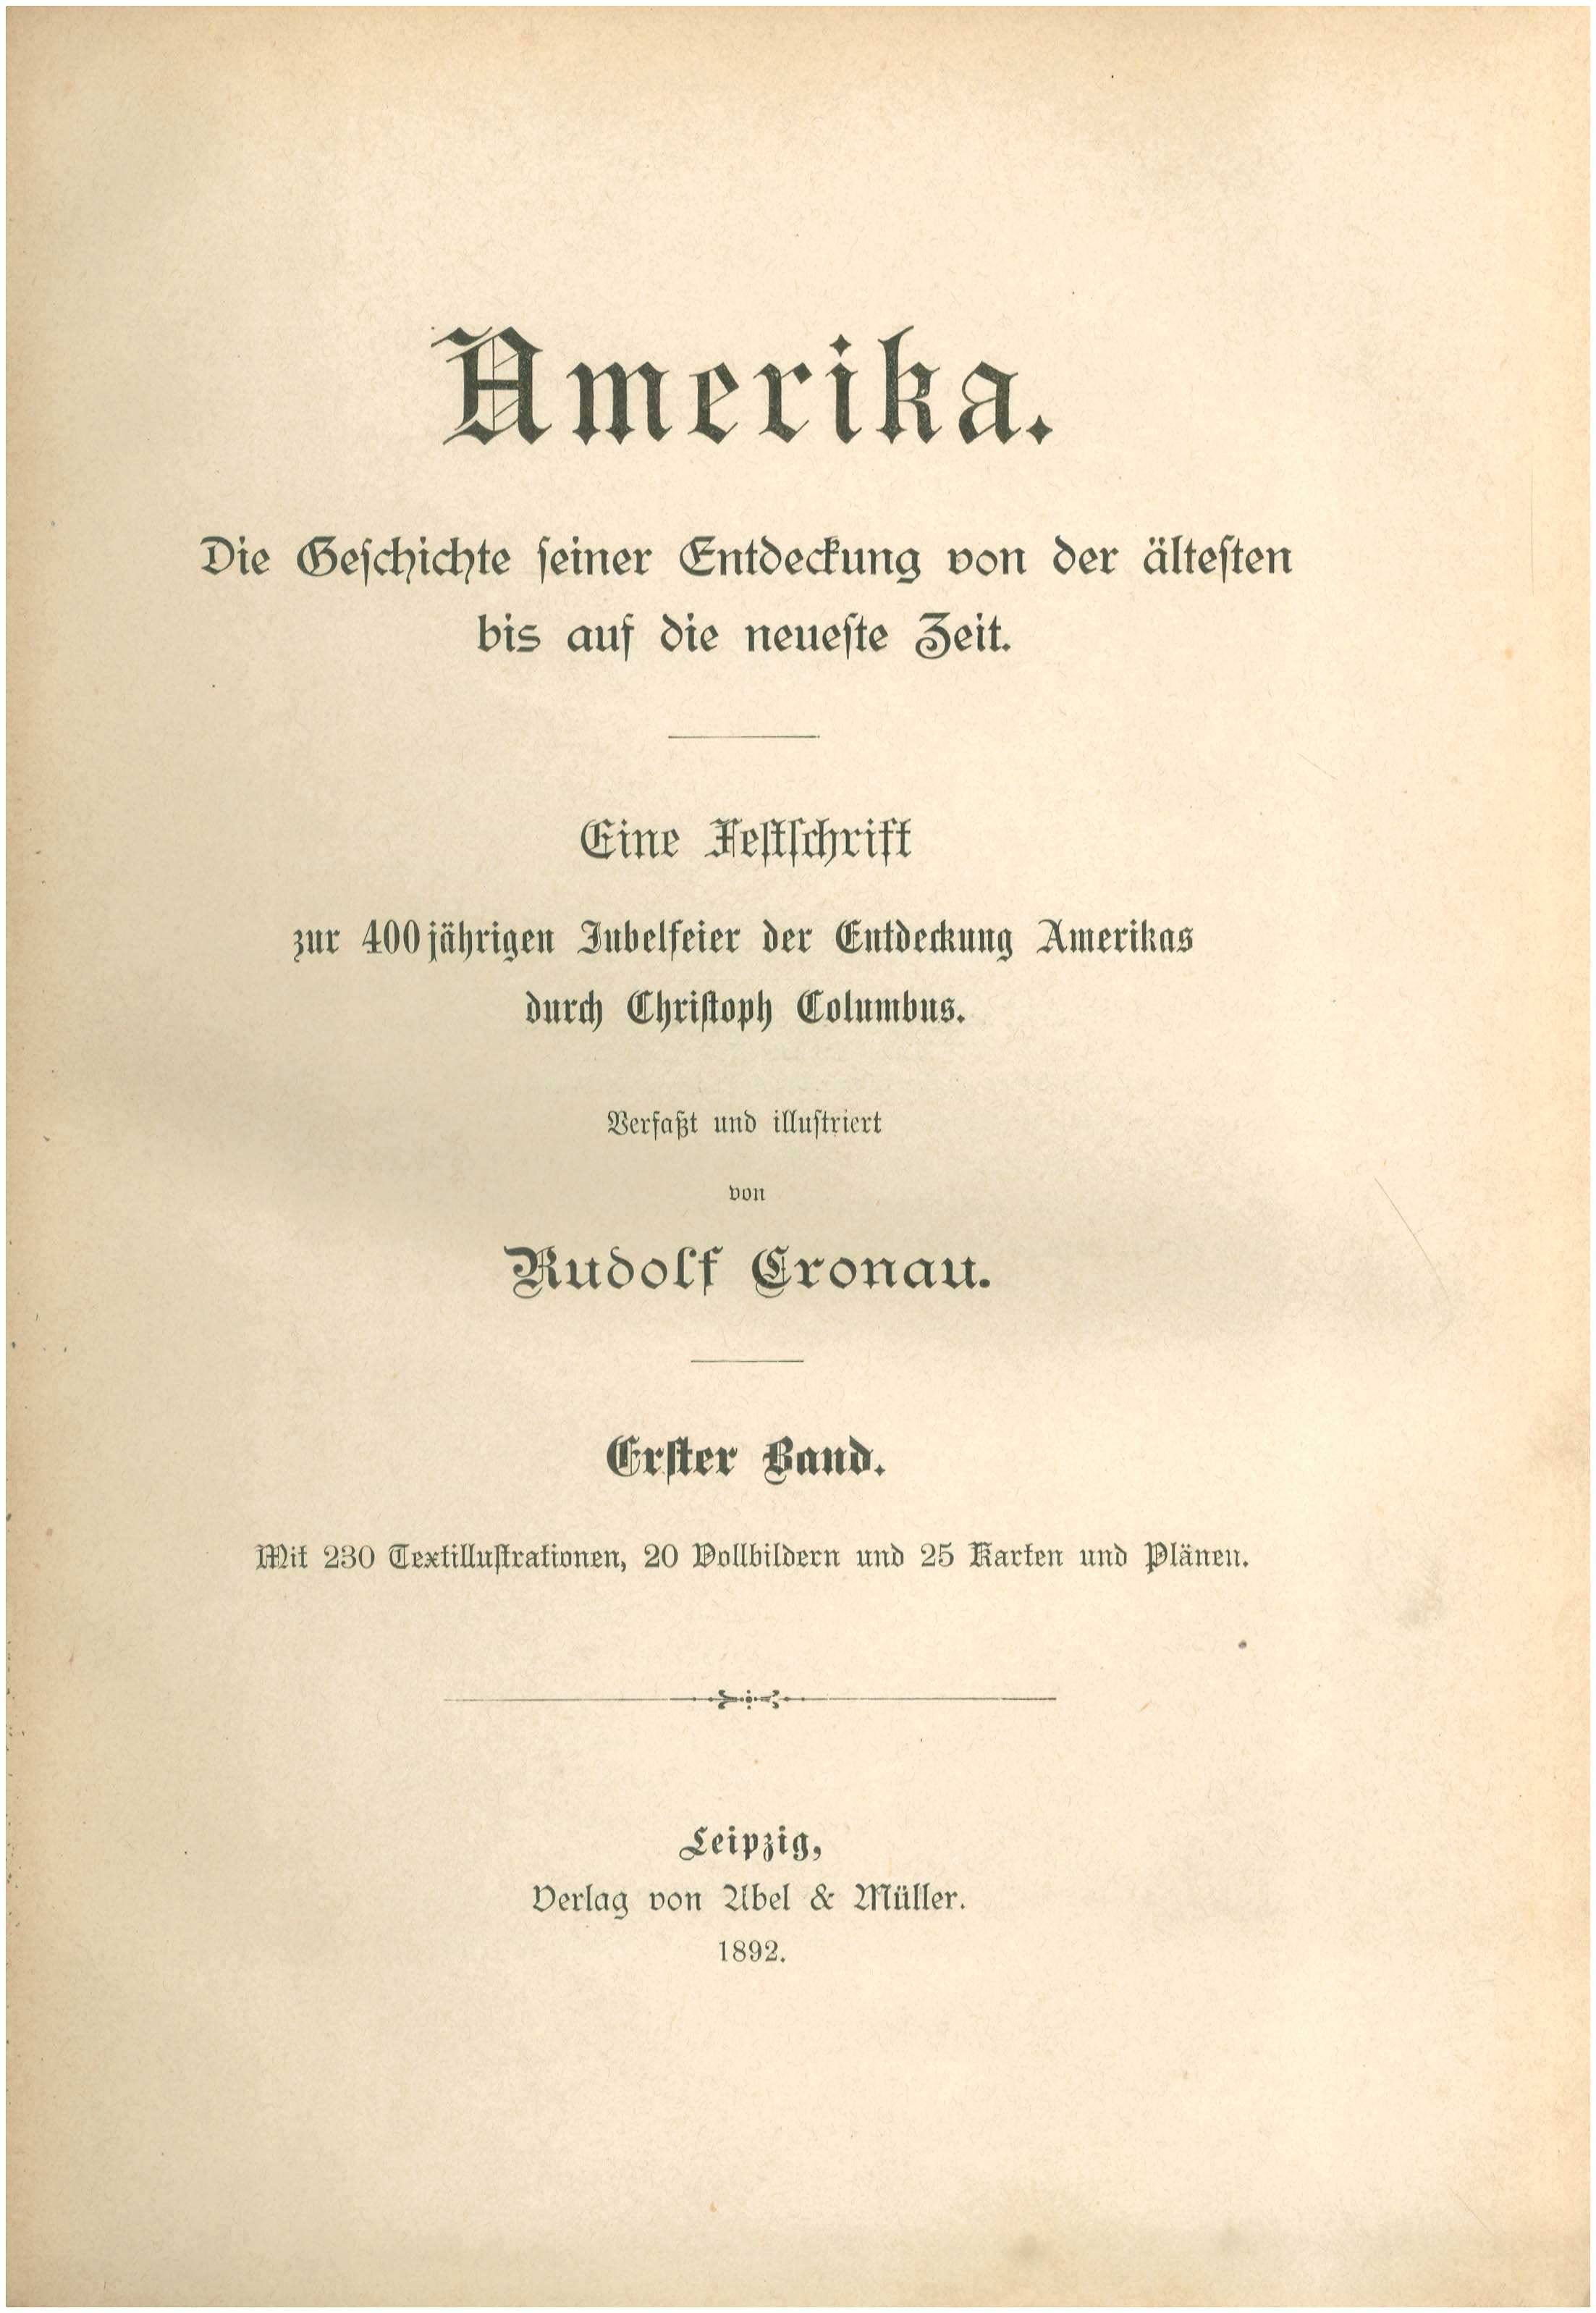 Amerika.
Die Geſchichte ſeiner Entdeckung von der älteſten
bis auf die neueſte Zeit.
Eine Feſtſchrift
zur 400jährigen Jubelfeier der Entdeckung Amerikas
durch Chriſtoph Columbus.
Verfaßt und illuſtriert
von
Rudolf Cronau.
Erſter Band.
Mit 230 Textilluſtrationen, 20 Vollbildern und 25 Karten und Plänen.
Leipzig,
Verlag von Abel & Müller.
1892.